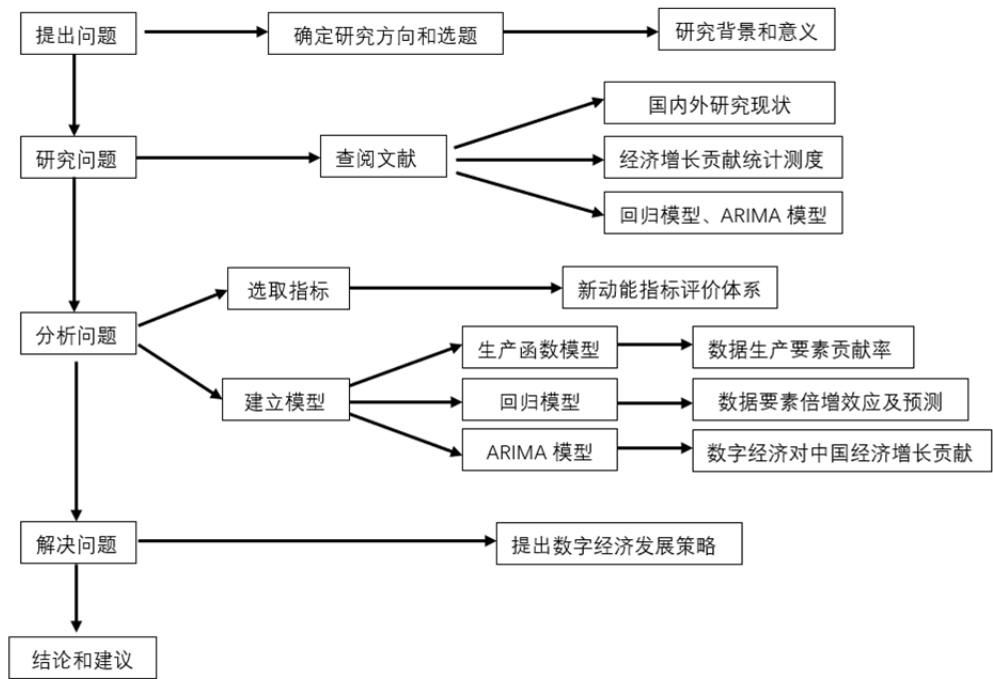 提出问题
确定研究方向和选题
研究背景和意义
国内外研究现状
研究问题
查阅文献
经济增长贡献统计测度
回归模型、ARIMA 模型
选取指标
新动能指标评价体系
分析问题
生产函数模型
数据生产要素贡献率
建立模型
回归模型
数据要素倍增效应及预测
ARIMA 模型
数字经济对中国经济增长贡献
解决问题
提出数字经济发展策略
结论和建议